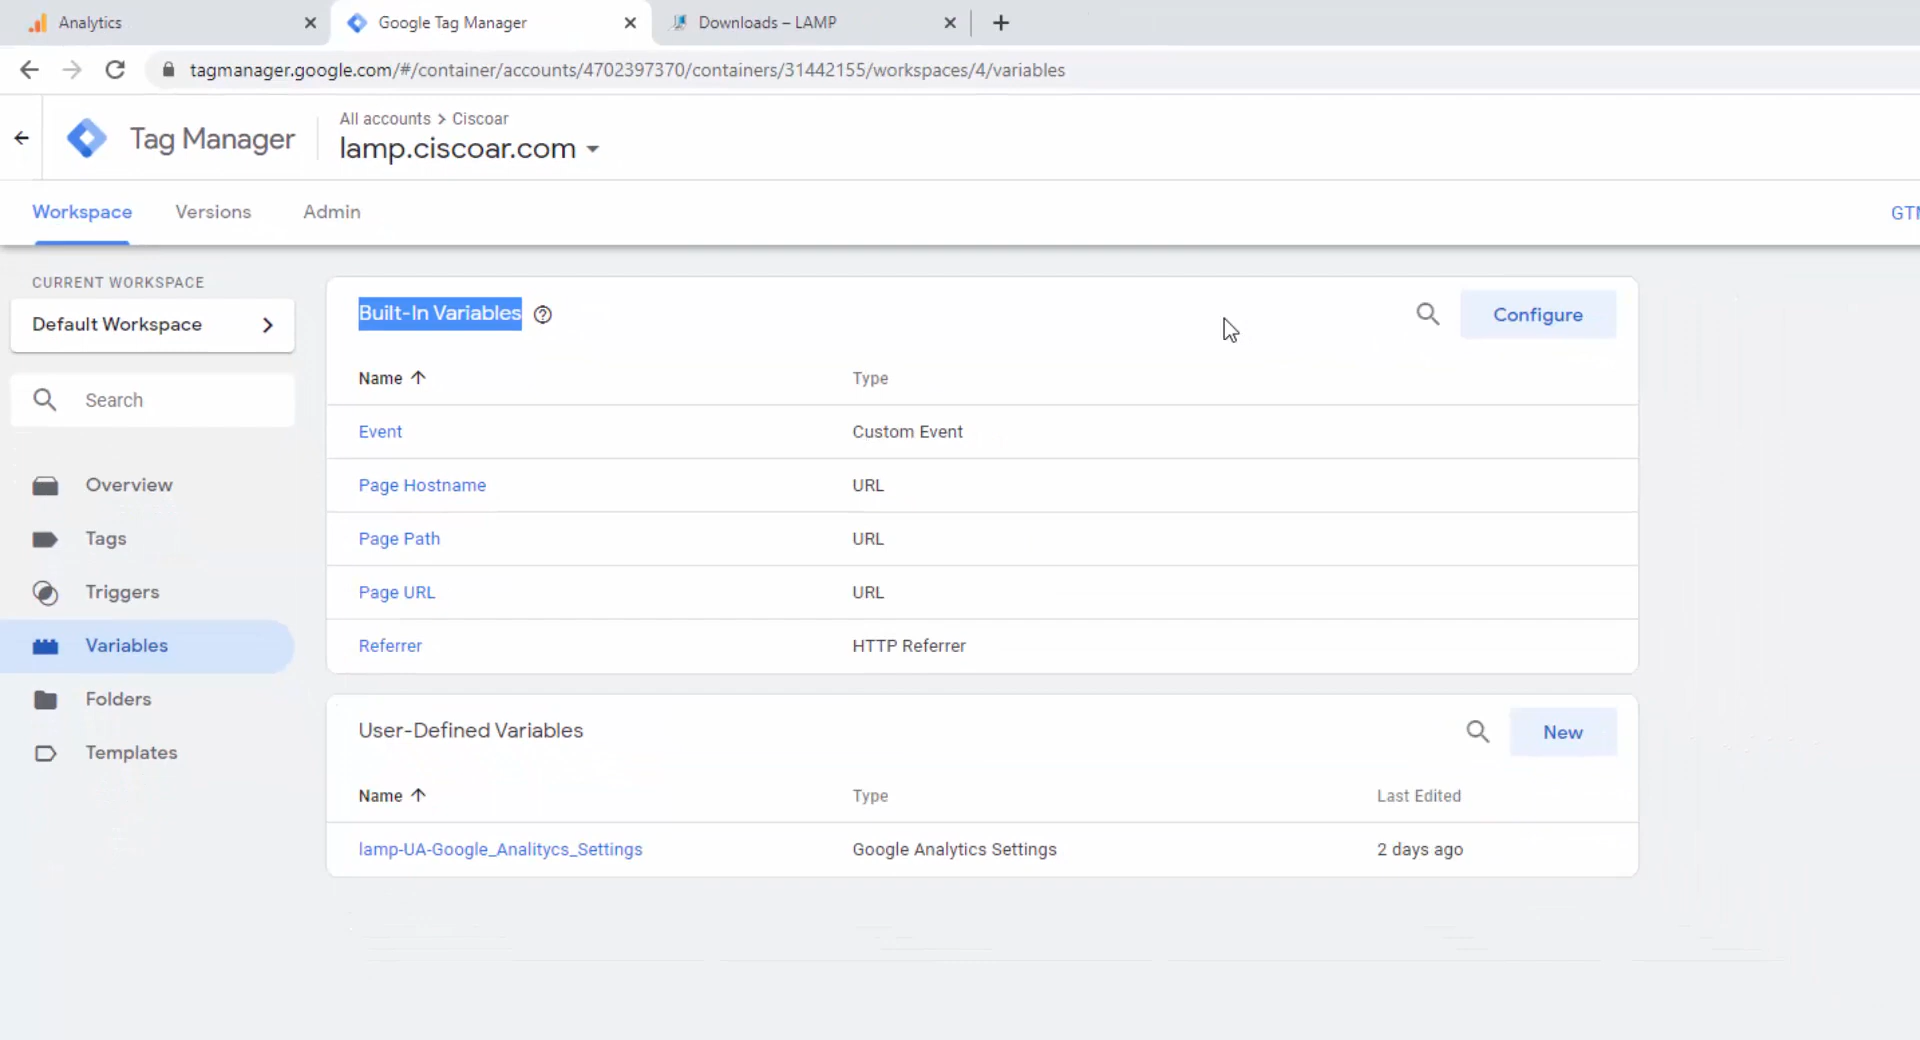 Analytics
Google Tag Manager
Downloads – LAMP
tagmanager.google.com/#/container/accounts/4702397370/containers/31442155/workspaces/4/variables
Tag Manager
All accounts > Ciscoar
lamp.ciscoar.com
Workspace
Versions
Admin
CURRENT WORKSPACE
Default Workspace
Search
Overview
Tags
Triggers
Variables
Folders
Templates
Built-In Variables
Configure
Name
Type
Event
Custom Event
Page Hostname
URL
Page Path
URL
Page URL
URL
Referrer
HTTP Referrer
User-Defined Variables
New
Name
Type
Last Edited
lamp-UA-Google_Analitycs_Settings
Google Analytics Settings
2 days ago